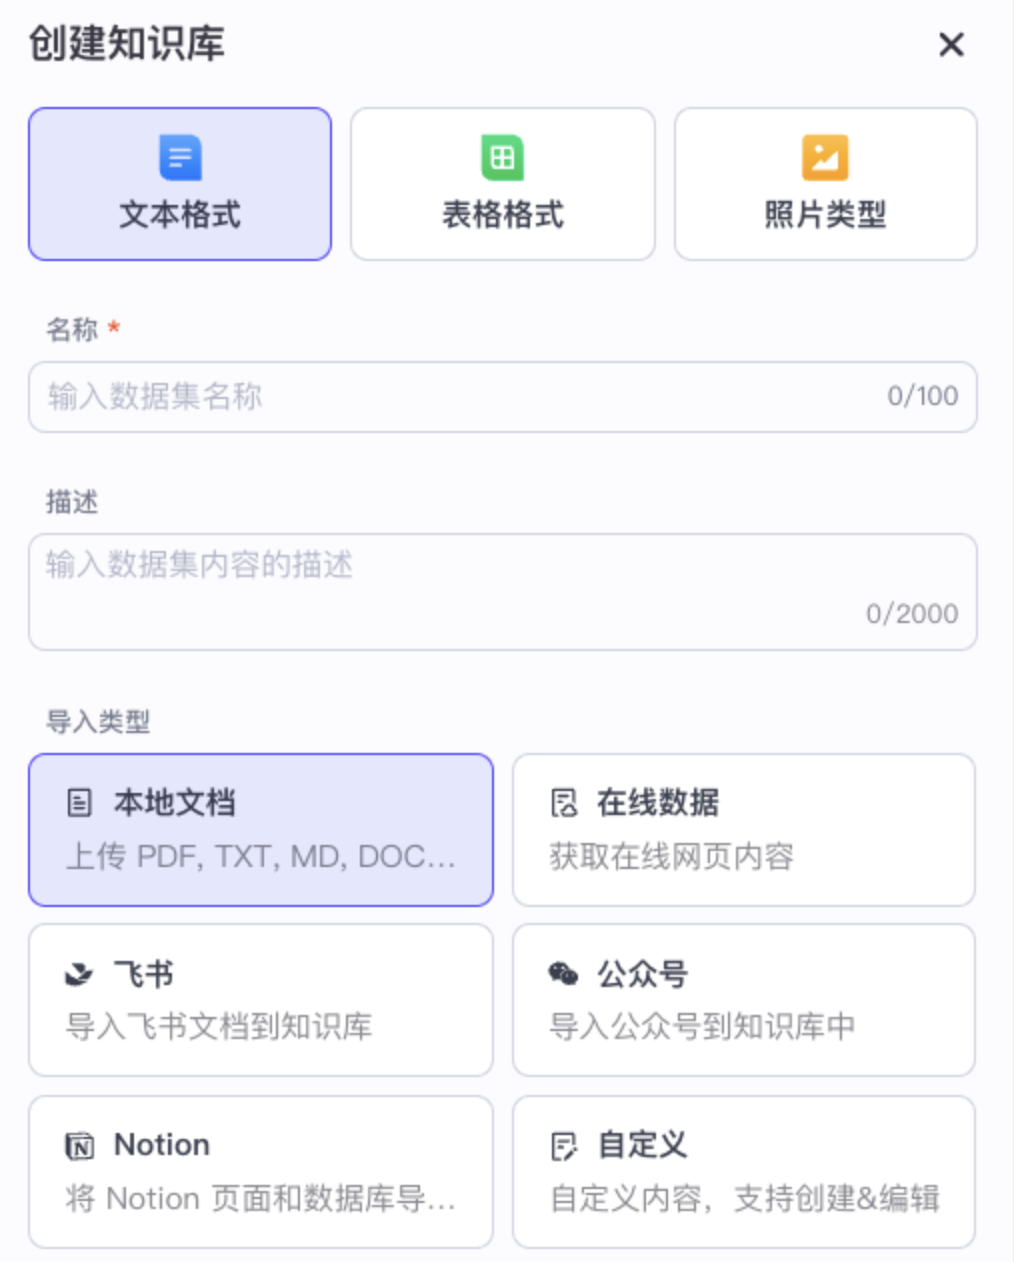 创建知识库
文本格式
表格格式
照片类型
名称 *
输入数据集名称
0/100
描述
输入数据集内容的描述
0/2000
导入类型
本地文档
上传 PDF, TXT, MD, DOC...
在线数据
获取在线网页内容
飞书
导入飞书文档到知识库
公众号
导入公众号到知识库中
Notion
将 Notion 页面和数据库导...
自定义
自定义内容，支持创建&编辑